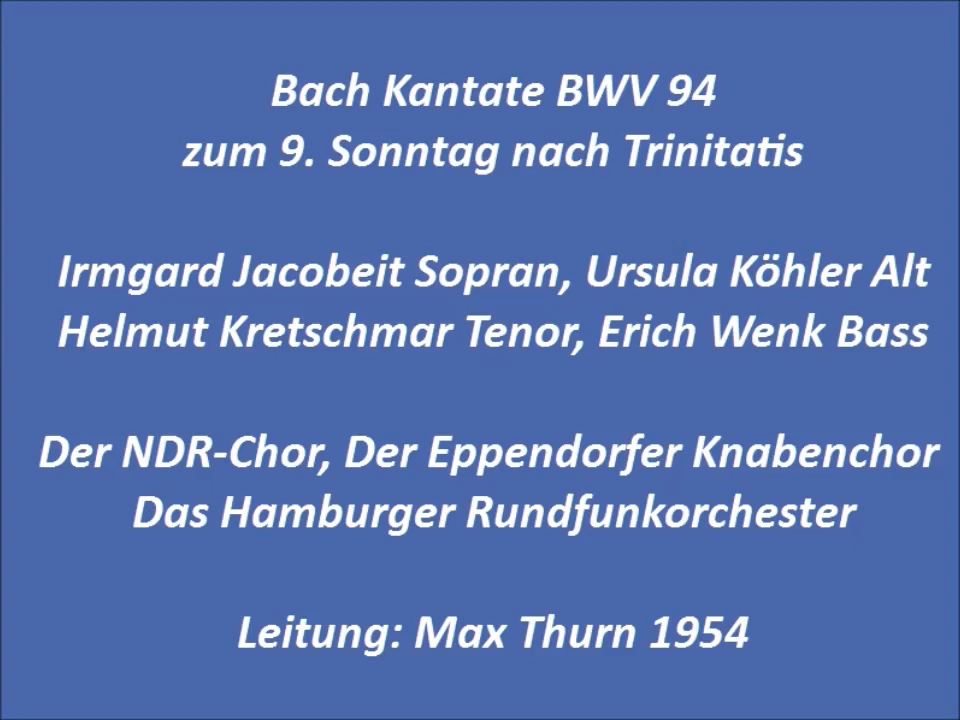 Bach Kantate BWV 94
zum 9. Sonntag nach Trinitatis
Irmgard Jacobeit Sopran, Ursula Köhler Alt
Helmut Kretschmar Tenor, Erich Wenk Bass
Der NDR-Chor, Der Eppendorfer Knabenchor
Das Hamburger Rundfunkorchester
Leitung: Max Thurn 1954